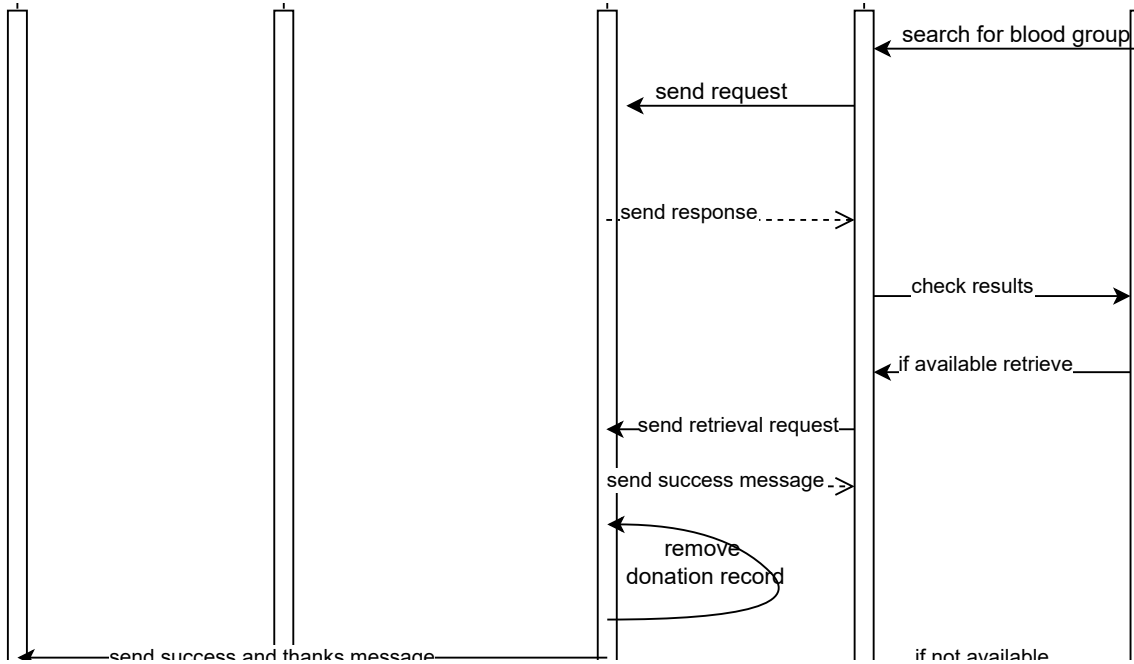 search for blood group
send request
send response
check results
if available retrieve
send retrieval request
send success message
remove
donation record
send success and thanks message
if not available